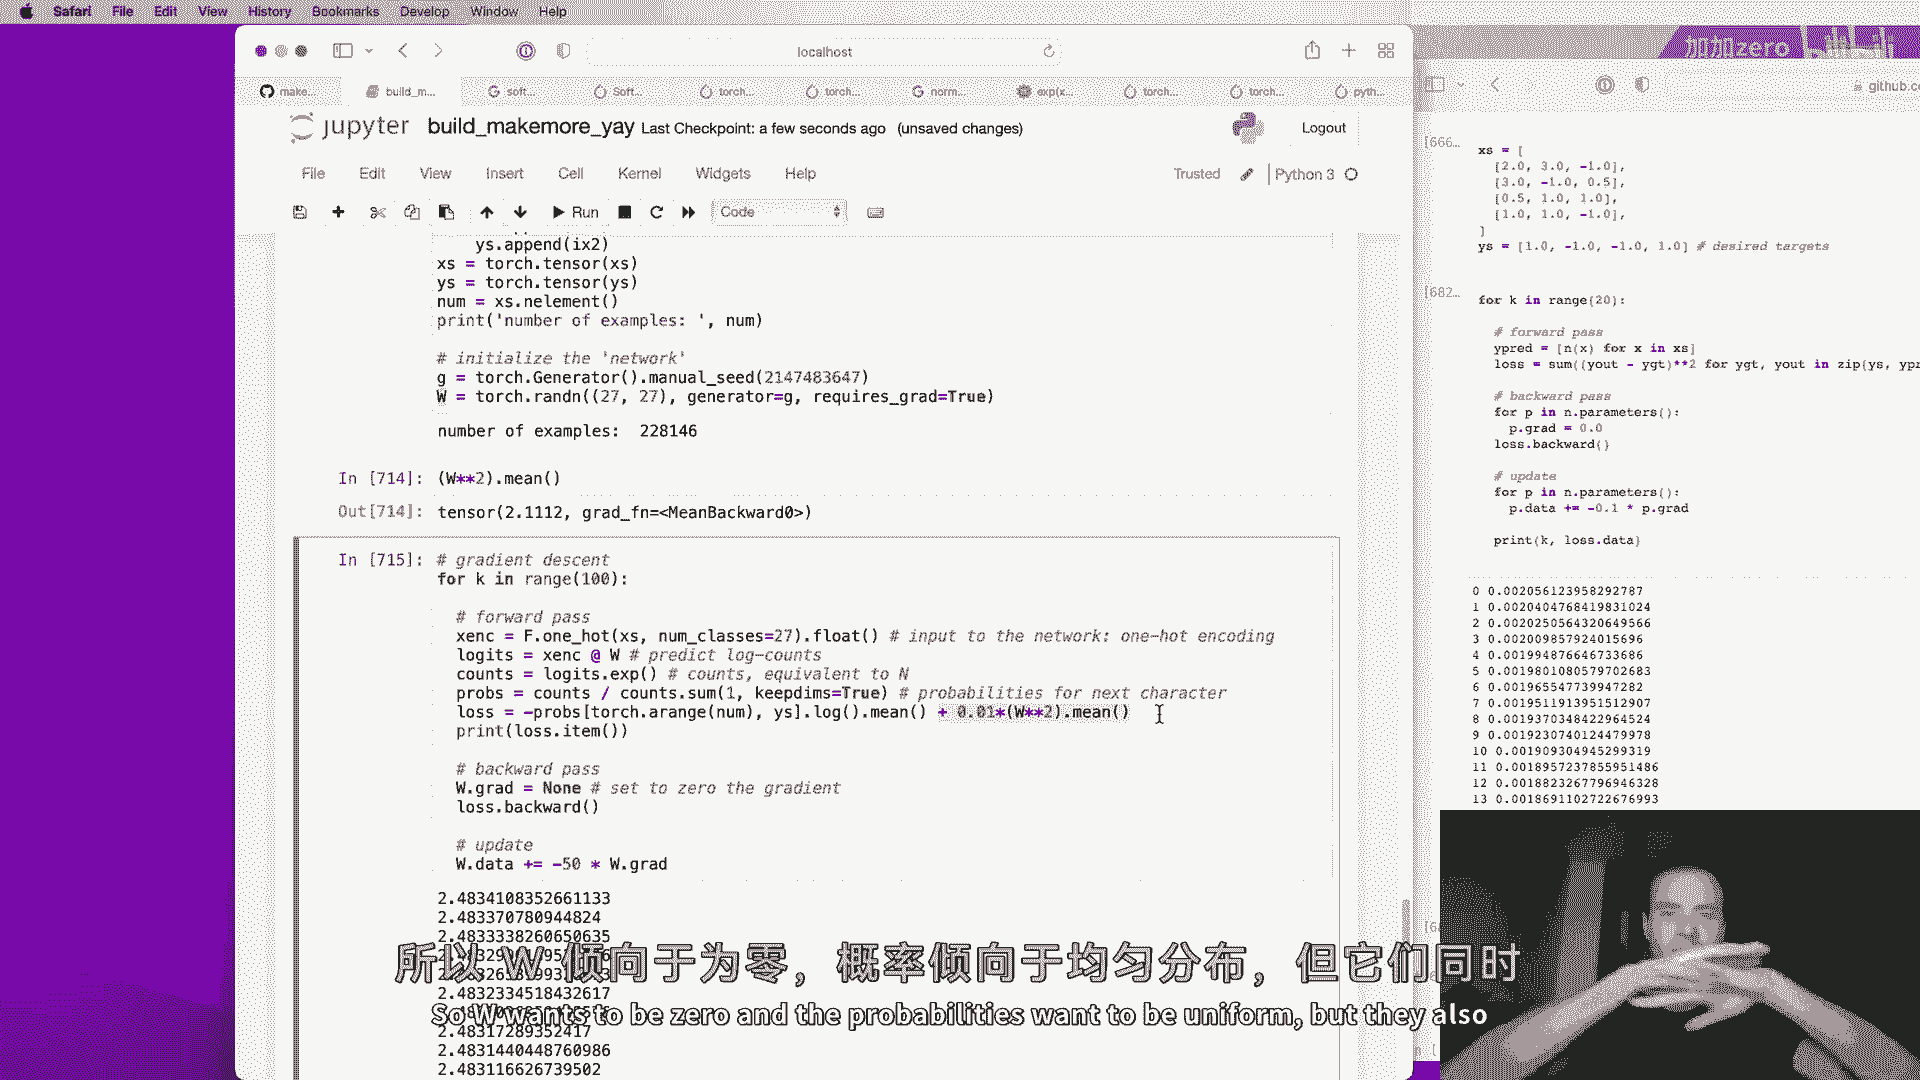 Safari File Edit View History Bookmarks Develop Window Help
localhost
make... build_m... soft... Soft... torch... torch... norm... exp(x... torch... torch... pyth...
jupyter build_makemore_yay Last Checkpoint: a few seconds ago (unsaved changes)
Logout
File Edit View Insert Cell Kernel Widgets Help
Trusted Python 3
Run Code
ys.append(ix2)
xs = torch.tensor(xs)
ys = torch.tensor(ys)
num = xs.nelement()
print('number of examples: ', num)
# initialize the 'network'
g = torch.Generator().manual_seed(2147483647)
W = torch.randn((27, 27), generator=g, requires_grad=True)
number of examples:  228146
In [714]: (W**2).mean()
Out[714]: tensor(2.1112, grad_fn=<MeanBackward0>)
In [715]: # gradient descent
for k in range(100):
# forward pass
xenc = F.one_hot(xs, num_classes=27).float() # input to the network: one-hot encoding
logits = xenc @ W # predict log-counts
counts = logits.exp() # counts, equivalent to N
probs = counts / counts.sum(1, keepdims=True) # probabilities for next character
loss = -probs[torch.arange(num), ys].log().mean() + 0.01*(W**2).mean()
print(loss.item())
# backward pass
W.grad = None # set to zero the gradient
loss.backward()
# update
W.data += -50 * W.grad
2.4834108352661133
2.483370780944824
2.4833338260650635
2.4832334518432617
2.48317289352417
2.4831440448760986
2.483116626739502
加加zero
github.co
[666...
xs = [
[2.0, 3.0, -1.0],
[3.0, -1.0, 0.5],
[0.5, 1.0, 1.0],
[1.0, 1.0, -1.0],
]
ys = [1.0, -1.0, -1.0, 1.0] # desired targets
[682...
for k in range(20):
# forward pass
ypred = [n(x) for x in xs]
loss = sum((yout - ygt)**2 for ygt, yout in zip(ys, ypr
# backward pass
for p in n.parameters():
p.grad = 0.0
loss.backward()
# update
for p in n.parameters():
p.data += -0.1 * p.grad
print(k, loss.data)
0 0.002056123958292787
1 0.0020404768419831024
2 0.0020250564320649566
3 0.002009857924015696
4 0.001994876646733686
5 0.0019801080579702683
6 0.001965547739947282
7 0.0019511913951512907
8 0.0019370348422964524
9 0.0019230740124479978
10 0.001909304945299319
11 0.0018957237855951486
12 0.0018823267796946328
13 0.0018691102722676993
所以 W 倾向于为零，概率倾向于均匀分布，但它们同时
So W wants to be zero and the probabilities want to be uniform, but they also